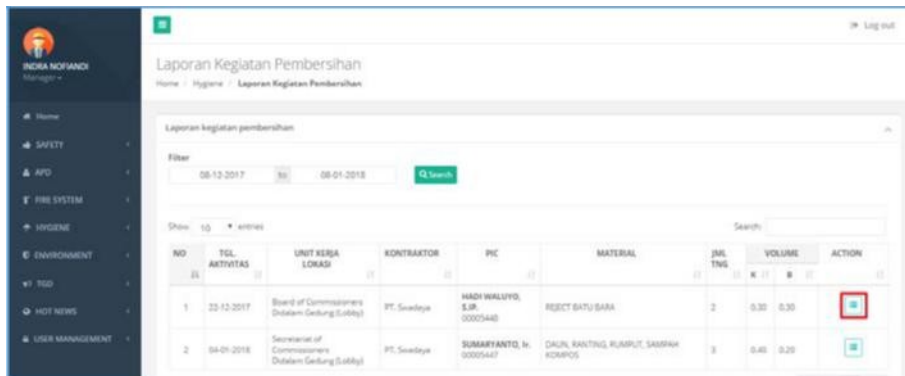 Log out
INDRA NOFIANDI
Manager
Laporan Kegiatan Pembersihan
Home / Hygiene / Laporan Kegiatan Pembersihan
Home
SAFETY
APD
FIRE SYSTEM
HYGIENE
ENVIRONMENT
TGD
HOT NEWS
USER MANAGEMENT
Laporan kegiatan pembersihan
Filter
08-12-2017 to 08-01-2018 Search
Show 10 entries Search:
NO TGL. AKTIVITAS UNIT KERJA LOKASI KONTRAKTOR PIC MATERIAL JML TNG VOLUME ACTION
K B
1 22-12-2017 Board of Commissioners Didalam Gedung (Lobby) PT. Swadaya HADI WALUYO, S.IP. 00005448 REJECT BATU BARA 2 0.30 0.30
2 04-01-2018 Secretariat of Commissioners Didalam Gedung (Lobby) PT. Swadaya SUMARYANTO, Ir. 00005447 DAUN, RANTING, RUMPUT, SAMPAH KOMPOS 3 0.40 0.20